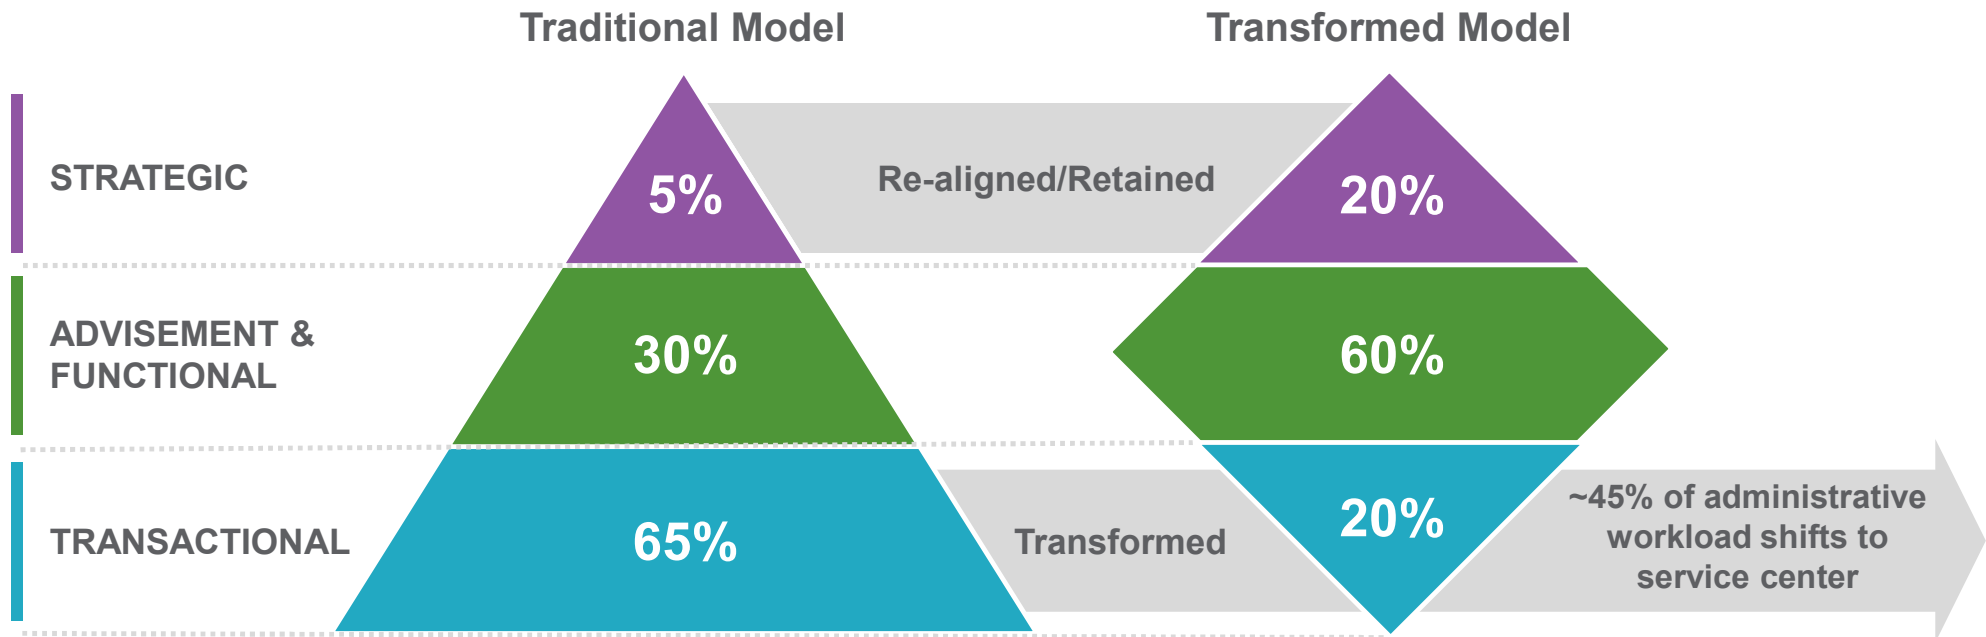 Traditional Model
Transformed Model
STRATEGIC
5%
Re-aligned/Retained
20%
ADVISEMENT &
FUNCTIONAL
30%
60%
TRANSACTIONAL
65%
Transformed
20%
~45% of administrative
workload shifts to
service center